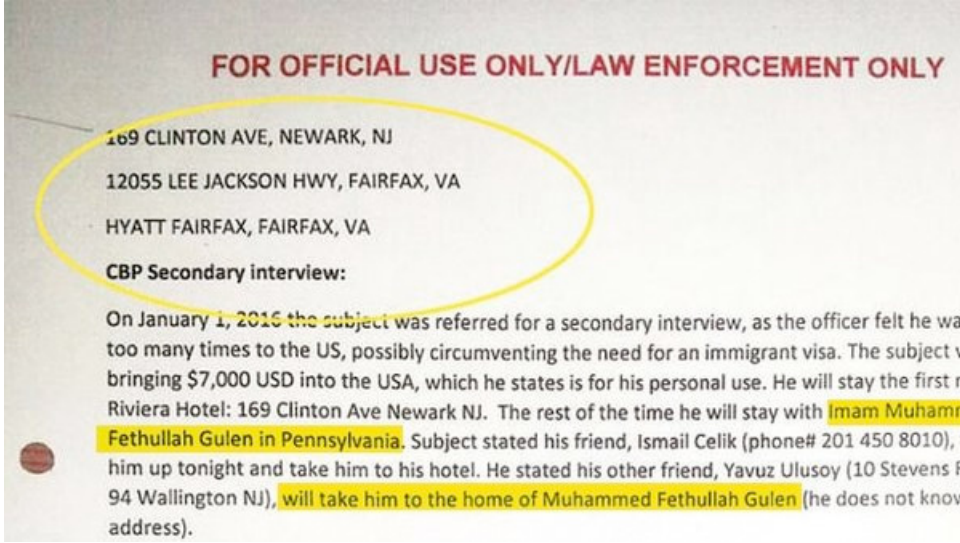 FOR OFFICIAL USE ONLY/LAW ENFORCEMENT ONLY
169 CLINTON AVE, NEWARK, NJ
12055 LEE JACKSON HWY, FAIRFAX, VA
HYATT FAIRFAX, FAIRFAX, VA
CBP Secondary interview:
On January 1, 2016 the subject was referred for a secondary interview, as the officer felt he
too many times to the US, possibly circumventing the need for an immigrant visa. The subject
bringing $7,000 USD into the USA, which he states is for his personal use. He will stay the first
Riviera Hotel: 169 Clinton Ave Newark NJ. The rest of the time he will stay with Imam
Fethullah Gulen in Pennsylvania. Subject stated his friend, Ismail Celik (phone# 201 450 8010),
him up tonight and take him to his hotel. He stated his other friend, Yavuz Ulusoy (10 Stevens
94 Wallington NJ), will take him to the home of Muhammed Fethullah Gulen (he does not
address).